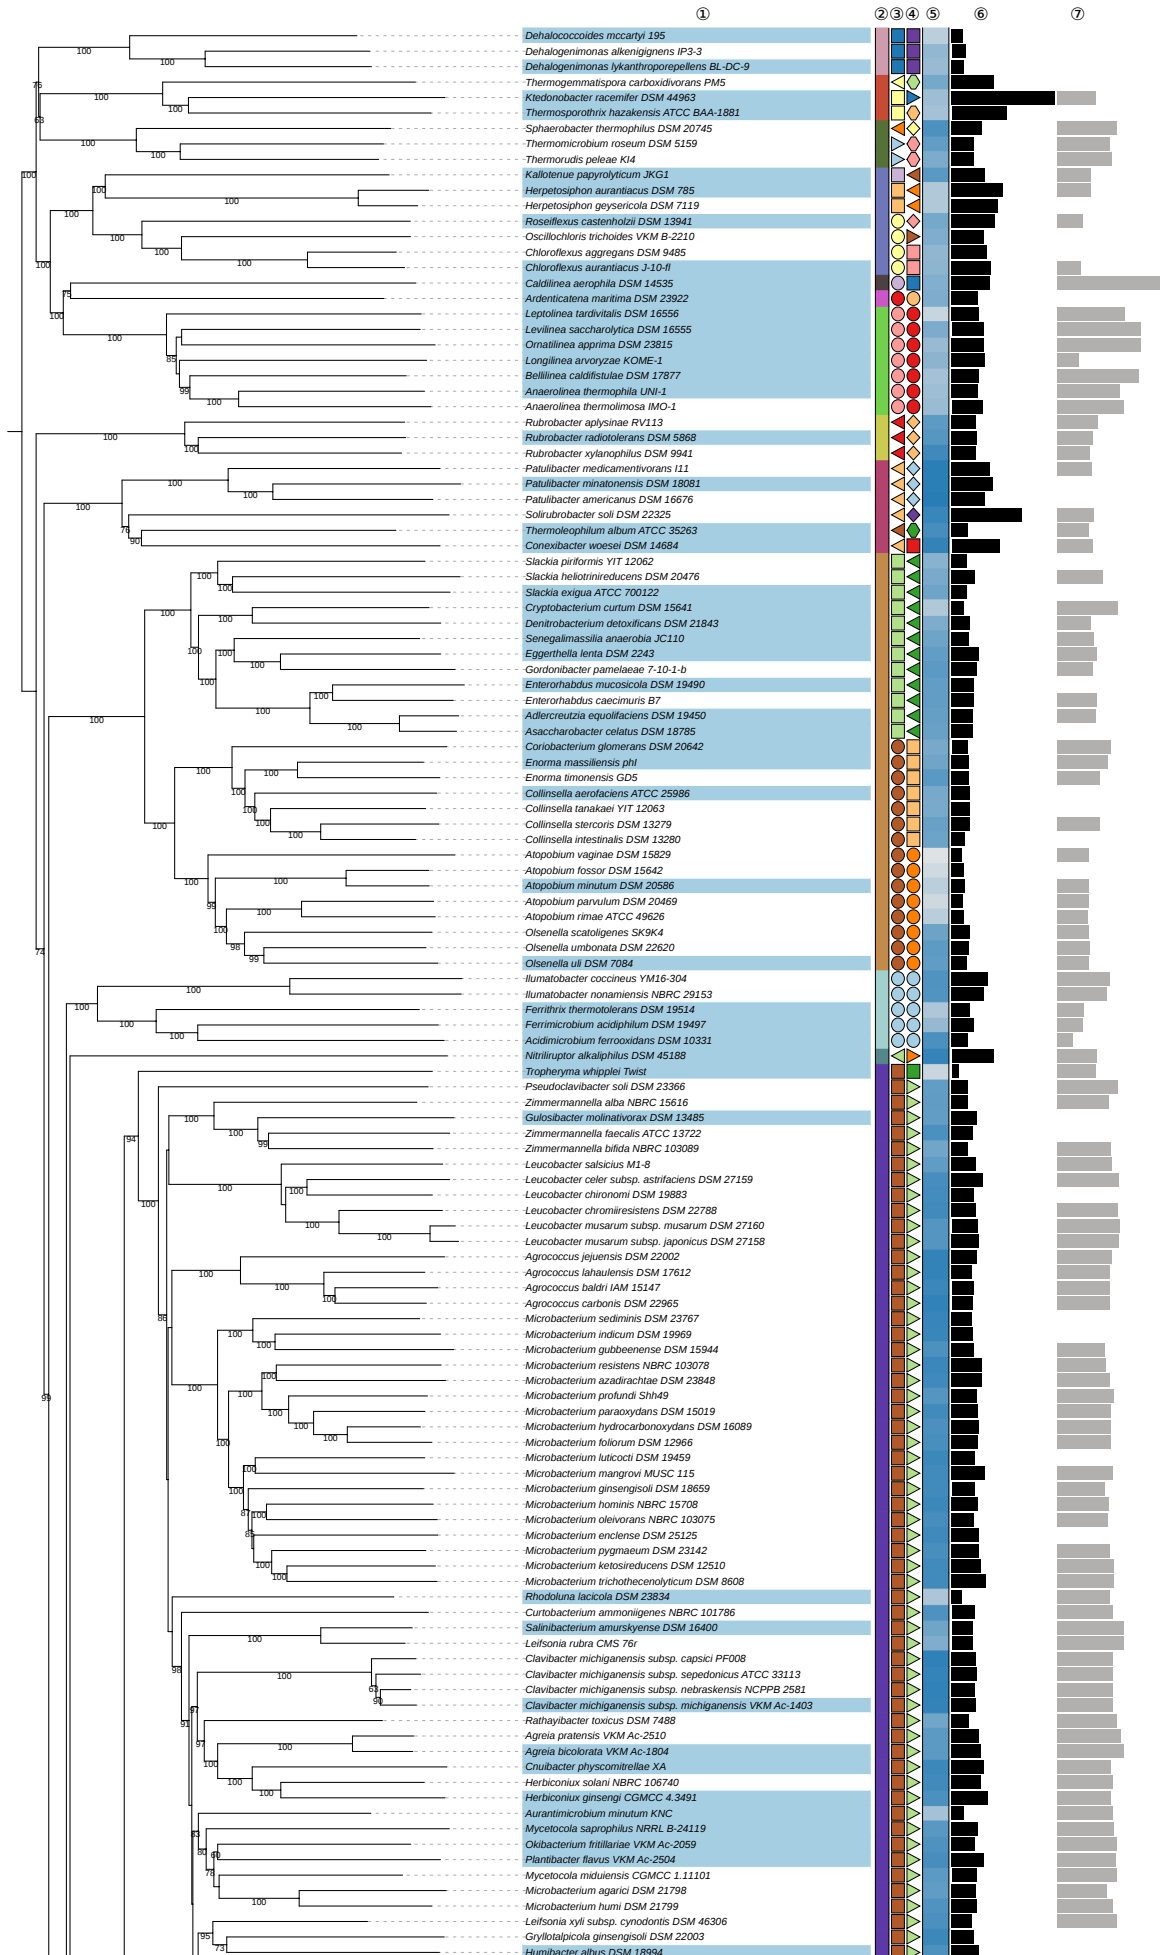 ① ② ③ ④ ⑤ ⑥ ⑦
Dehalococcoides mccartyi 195
Dehalogenimonas alkenigignens IP3-3
Dehalogenimonas lykanthroporepellens BL-DC-9
Thermogemmatispora carboxidivorans PM5
Ktedonobacter racemifer DSM 44963
Thermosporothrix hazakensis ATCC BAA-1881
Sphaerobacter thermophilus DSM 20745
Thermomicrobium roseum DSM 5159
Thermorudis peleae KI4
Kallotenue papyrolyticum JKG1
Herpetosiphon aurantiacus DSM 785
Herpetosiphon geysericola DSM 7119
Roseiflexus castenholzii DSM 13941
Oscillochloris trichoides VKM B-2210
Chloroflexus aggregans DSM 9485
Chloroflexus aurantiacus J-10-fl
Caldilinea aerophila DSM 14535
Ardenticatena maritima DSM 23922
Leptolinea tardivitalis DSM 16556
Levilinea saccharolytica DSM 16555
Ornatilinea apprima DSM 23815
Longilinea arvoryzae KOME-1
Bellilinea caldifistulae DSM 17877
Anaerolinea thermophila UNI-1
Anaerolinea thermolimosa IMO-1
Rubrobacter aplysinae RV113
Rubrobacter radiotolerans DSM 5868
Rubrobacter xylanophilus DSM 9941
Patulibacter medicamentivorans I11
Patulibacter minatonensis DSM 18081
Patulibacter americanus DSM 16676
Solirubrobacter soli DSM 22325
Thermoleophilum album ATCC 35263
Conexibacter woesei DSM 14684
Slackia piriformis YIT 12062
Slackia heliotrinireducens DSM 20476
Slackia exigua ATCC 700122
Cryptobacterium curtum DSM 15641
Denitrobacterium detoxificans DSM 21843
Senegalimassilia anaerobia JC110
Eggerthella lenta DSM 2243
Gordonibacter pamelaeae 7-10-1-b
Enterorhabdus mucosicola DSM 19490
Enterorhabdus caecimuris B7
Adlercreutzia equolifaciens DSM 19450
Asaccharobacter celatus DSM 18785
Coriobacterium glomerans DSM 20642
Enorma massiliensis phI
Enorma timonensis GD5
Collinsella aerofaciens ATCC 25986
Collinsella tanakaei YIT 12063
Collinsella stercoris DSM 13279
Collinsella intestinalis DSM 13280
Atopobium vaginae DSM 15829
Atopobium fossor DSM 15642
Atopobium minutum DSM 20586
Atopobium parvulum DSM 20469
Atopobium rimae ATCC 49626
Olsenella scatoligenes SK9K4
Olsenella umbonata DSM 22620
Olsenella uli DSM 7084
Ilumatobacter coccineus YM16-304
Ilumatobacter nonamiensis NBRC 29153
Ferrithrix thermotolerans DSM 19514
Ferrimicrobium acidiphilum DSM 19497
Acidimicrobium ferrooxidans DSM 10331
Nitriliruptor alkaliphilus DSM 45188
Tropheryma whipplei Twist
Pseudoclavibacter soli DSM 23366
Zimmermannella alba NBRC 15616
Gulosibacter molinativorax DSM 13485
Zimmermannella faecalis ATCC 13722
Zimmermannella bifida NBRC 103089
Leucobacter salsicius M1-8
Leucobacter celer subsp. astrifaciens DSM 27159
Leucobacter chironomi DSM 19883
Leucobacter chromiiresistens DSM 22788
Leucobacter musarum subsp. musarum DSM 27160
Leucobacter musarum subsp. japonicus DSM 27158
Agrococcus jejuensis DSM 22002
Agrococcus lahaulensis DSM 17612
Agrococcus baldri IAM 15147
Agrococcus carbonis DSM 22965
Microbacterium sediminis DSM 23767
Microbacterium indicum DSM 19969
Microbacterium gubbeenense DSM 15944
Microbacterium resistens NBRC 103078
Microbacterium azadirachtae DSM 23848
Microbacterium profundi Shh49
Microbacterium paraoxydans DSM 15019
Microbacterium hydrocarbonoxydans DSM 16089
Microbacterium foliorum DSM 12966
Microbacterium luticocti DSM 19459
Microbacterium mangrovi MUSC 115
Microbacterium ginsengisoli DSM 18659
Microbacterium hominis NBRC 15708
Microbacterium oleivorans NBRC 103075
Microbacterium enclense DSM 25125
Microbacterium pygmaeum DSM 23142
Microbacterium ketosireducens DSM 12510
Microbacterium trichothecenolyticum DSM 8608
Rhodoluna lacicola DSM 23834
Curtobacterium ammoniigenes NBRC 101786
Salinibacterium amurskyense DSM 16400
Leifsonia rubra CMS 76r
Clavibacter michiganensis subsp. capsici PF008
Clavibacter michiganensis subsp. sepedonicus ATCC 33113
Clavibacter michiganensis subsp. nebraskensis NCPPB 2581
Clavibacter michiganensis subsp. michiganensis VKM Ac-1403
Rathayibacter toxicus DSM 7488
Agreia pratensis VKM Ac-2510
Agreia bicolorata VKM Ac-1804
Cnuibacter physcomitrellae XA
Herbiconiux solani NBRC 106740
Herbiconiux ginsengi CGMCC 4.3491
Aurantimicrobium minutum KNC
Mycetocola saprophilus NRRL B-24119
Okibacterium fritillariae VKM Ac-2059
Plantibacter flavus VKM Ac-2504
Mycetocola miduiensis CGMCC 1.11101
Microbacterium agarici DSM 21798
Microbacterium humi DSM 21799
Leifsonia xyli subsp. cynodontis DSM 46306
Gryllotalpicola ginsengisoli DSM 22003
Humibacter albus DSM 18994